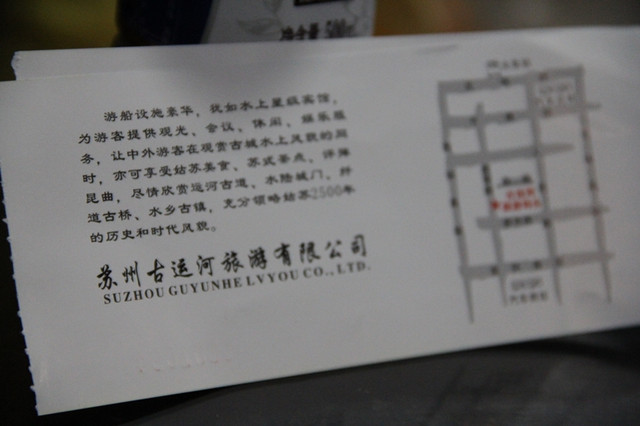 净含量 500
游船设施豪华，犹如水上星级宾馆，
为游客提供观光、会议、休闲、娱乐服
务，让中外游客在观赏古城水上风貌的同
时，亦可享受姑苏美食、苏式茶点、评弹
昆曲，尽情欣赏运河古道、水陆城门、纤
道古桥、水乡古镇，充分领略姑苏2500年
的历史和时代风貌。
苏州古运河旅游有限公司
SUZHOU GUYUNHE LVYOU CO., LTD.